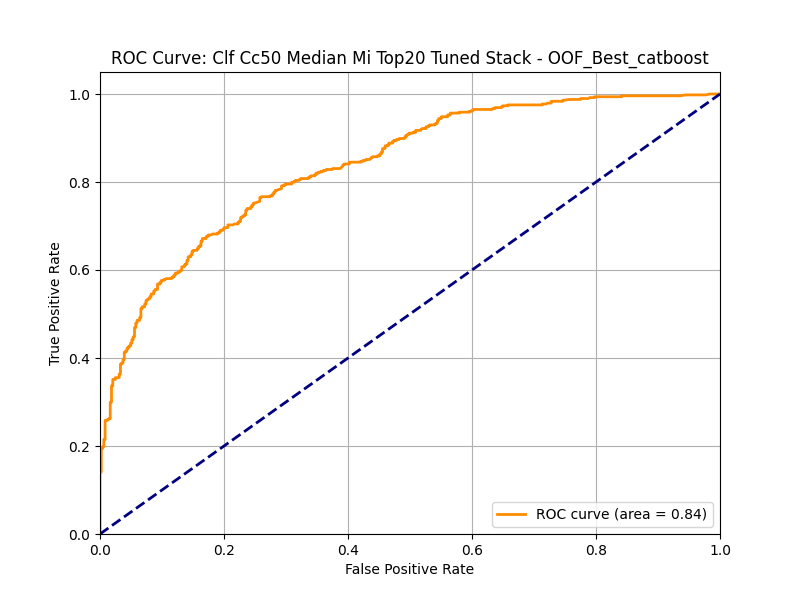 ROC Curve: Clf Cc50 Median Mi Top20 Tuned Stack - OOF_Best_catboost
1.0
0.8
0.6
0.4
0.2
0.0
True Positive Rate
ROC curve (area = 0.84)
0.0 0.2 0.4 0.6 0.8 1.0
False Positive Rate